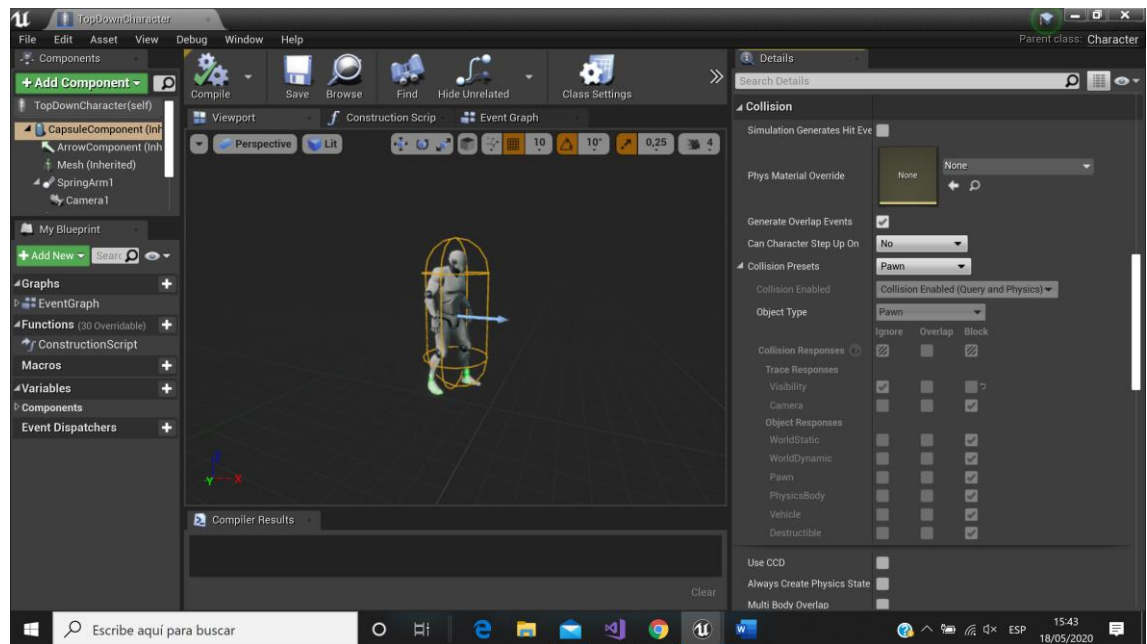 TopDownCharacter
File Edit Asset View Debug Window Help
Parent class: Character
Components
+ Add Component
TopDownCharacter(self)
CapsuleComponent (Inh
ArrowComponent (Inh
Mesh (Inherited)
SpringArm1
Camera1
My Blueprint
+ Add New Searc
Graphs
EventGraph
Functions (30 Overridable)
ConstructionScript
Macros
Variables
Components
Event Dispatchers
Compile Save Browse Find Hide Unrelated Class Settings
Viewport Construction Scrip Event Graph
Perspective Lit 10 10° 0,25 4
Z
Y X
Compiler Results
Clear
Details
Search Details
Collision
Simulation Generates Hit Eve
Phys Material Override None None
Generate Overlap Events
Can Character Step Up On No
Collision Presets Pawn
Collision Enabled Collision Enabled (Query and Physics)
Object Type Pawn
Ignore Overlap Block
Collision Responses
Trace Responses
Visibility
Camera
Object Responses
WorldStatic
WorldDynamic
Pawn
PhysicsBody
Vehicle
Destructible
Use CCD
Always Create Physics State
Multi Body Overlap
Escribe aquí para buscar
ESP
15:43
18/05/2020